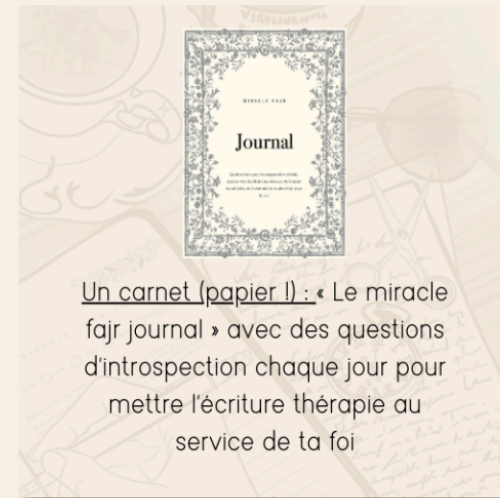 MIRACLE FAJR
Journal
Un carnet (papier !) : « Le miracle
fajr journal » avec des questions
d'introspection chaque jour pour
mettre l'écriture thérapie au
service de ta foi